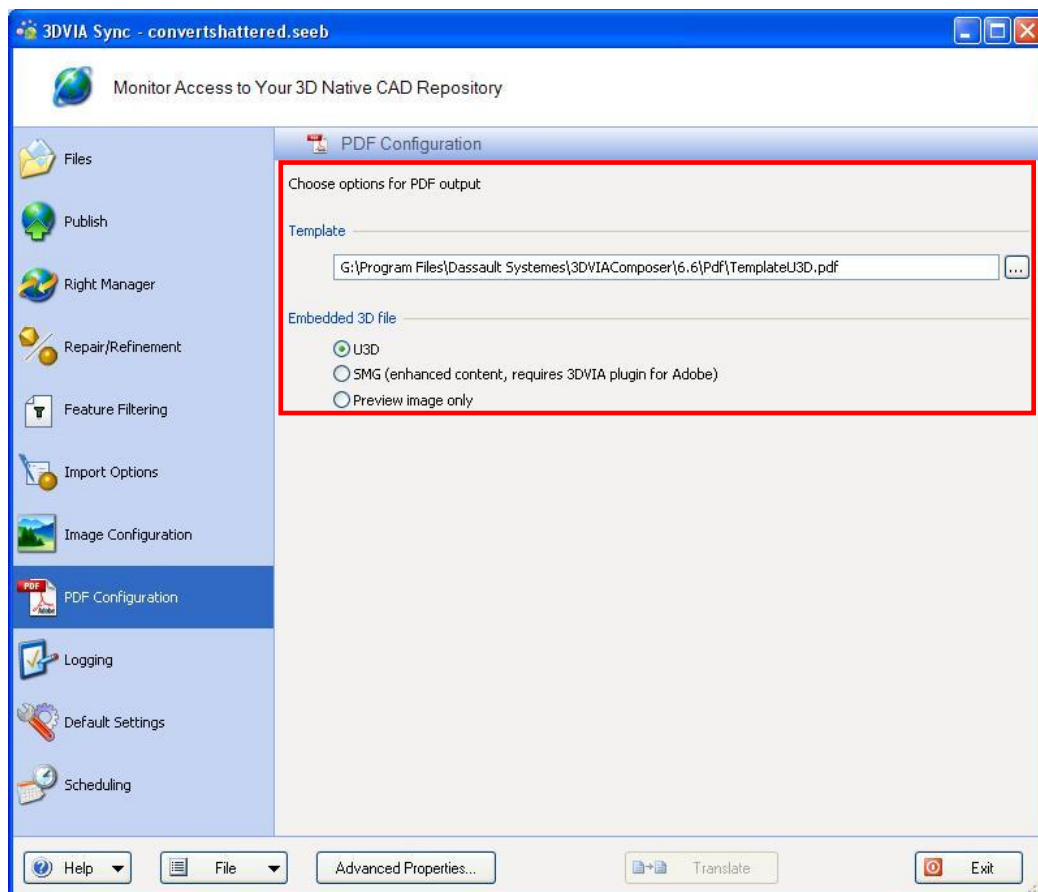 3DVIA Sync - convertshattered.seeb
Monitor Access to Your 3D Native CAD Repository
Files
Publish
Right Manager
Repair/Refinement
Feature Filtering
Import Options
Image Configuration
PDF
Adobe
PDF Configuration
Logging
Default Settings
Scheduling
PDF Configuration
Choose options for PDF output
Template
G:\Program Files\Dassault Systemes\3DVIAComposer\6.6\Pdf\TemplateU3D.pdf
...
Embedded 3D file
U3D
SMG (enhanced content, requires 3DVIA plugin for Adobe)
Preview image only
Help
File
Advanced Properties...
Translate
Exit